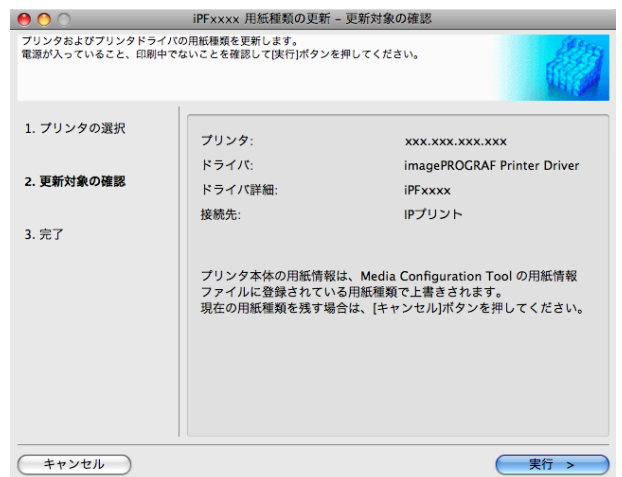 iPFxxxx 用紙種類の更新 – 更新対象の確認
プリンタおよびプリンタドライバの用紙種類を更新します。
電源が入っていること、印刷中でないことを確認して[実行]ボタンを押してください。
1. プリンタの選択
2. 更新対象の確認
3. 完了
プリンタ: xxx.xxx.xxx.xxx
ドライバ: imagePROGRAF Printer Driver
ドライバ詳細: iPFxxxx
接続先: IPプリント
プリンタ本体の用紙情報は、Media Configuration Tool の用紙情報
ファイルに登録されている用紙種類で上書きされます。
現在の用紙種類を残す場合は、[キャンセル]ボタンを押してください。
キャンセル
実行 >